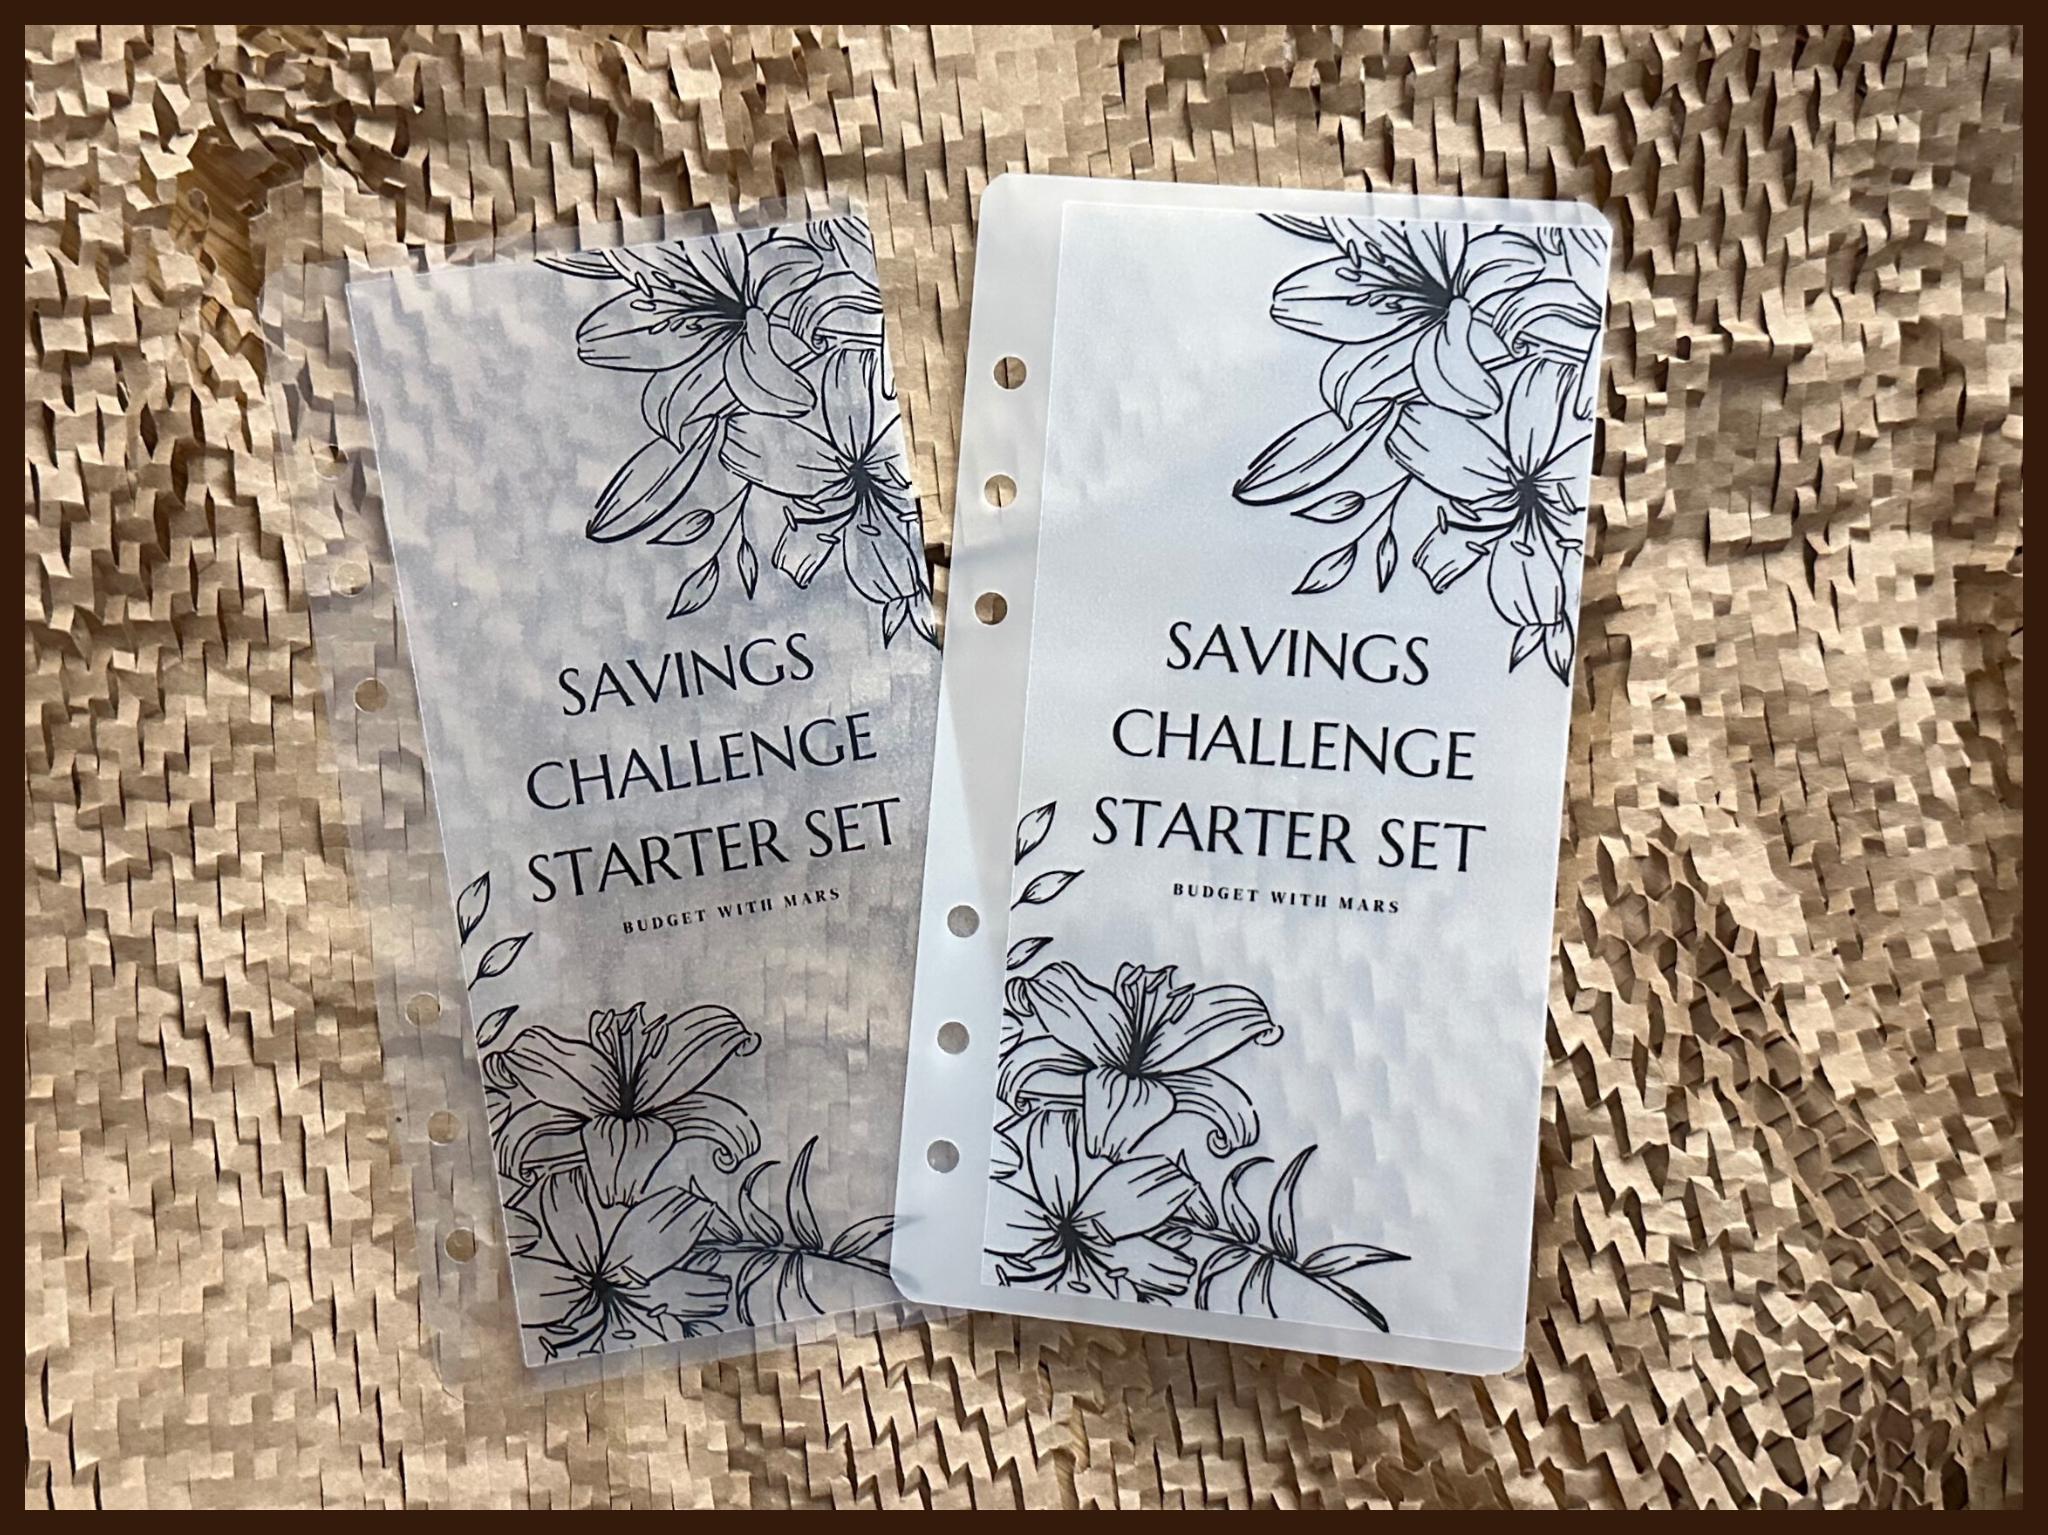 SAVINGS
CHALLENGE
STARTER SET
BUDGET WITH MARS
SAVINGS
CHALLENGE
STARTER SET
BUDGET WITH MARS